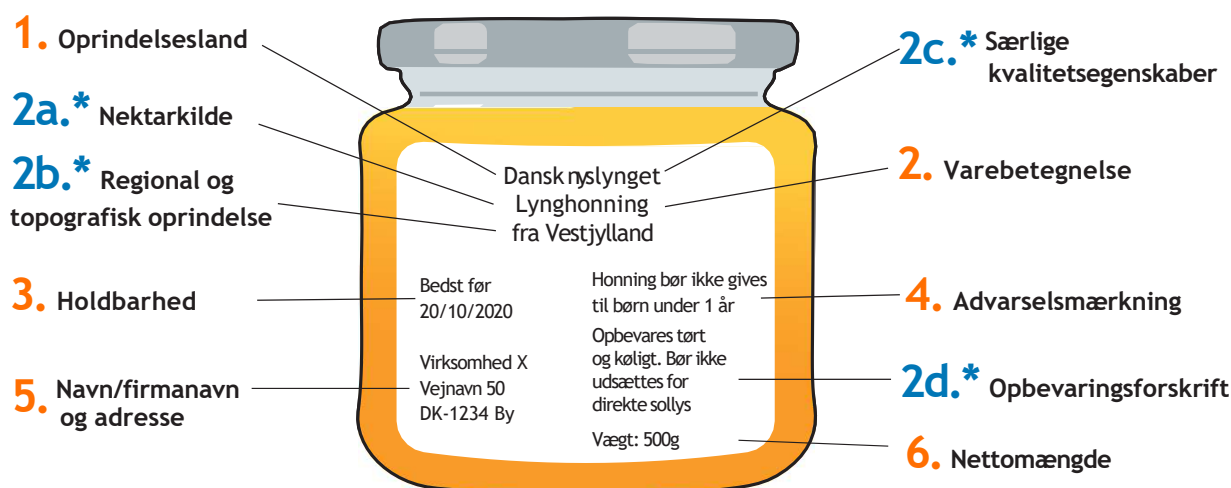 1. Oprindelsesland
2a.* Nektarkilde
2b.* Regional og
topografisk oprindelse
3. Holdbarhed
5. Navn/firmanavn
og adresse
Dansk nyslynget
Lynghonning
fra Vestjylland
Bedst før
20/10/2020
Virksomhed X
Vejnavn 50
DK-1234 By
Honning bør ikke gives
til børn under 1 år
Opbevares tørt
og køligt. Bør ikke
udsættes for
direkte sollys
Vægt: 500g
2c.* Særlige
kvalitetsegenskaber
2. Varebetegnelse
4. Advarselsmærkning
2d.* Opbevaringsforskrift
6. Nettomængde